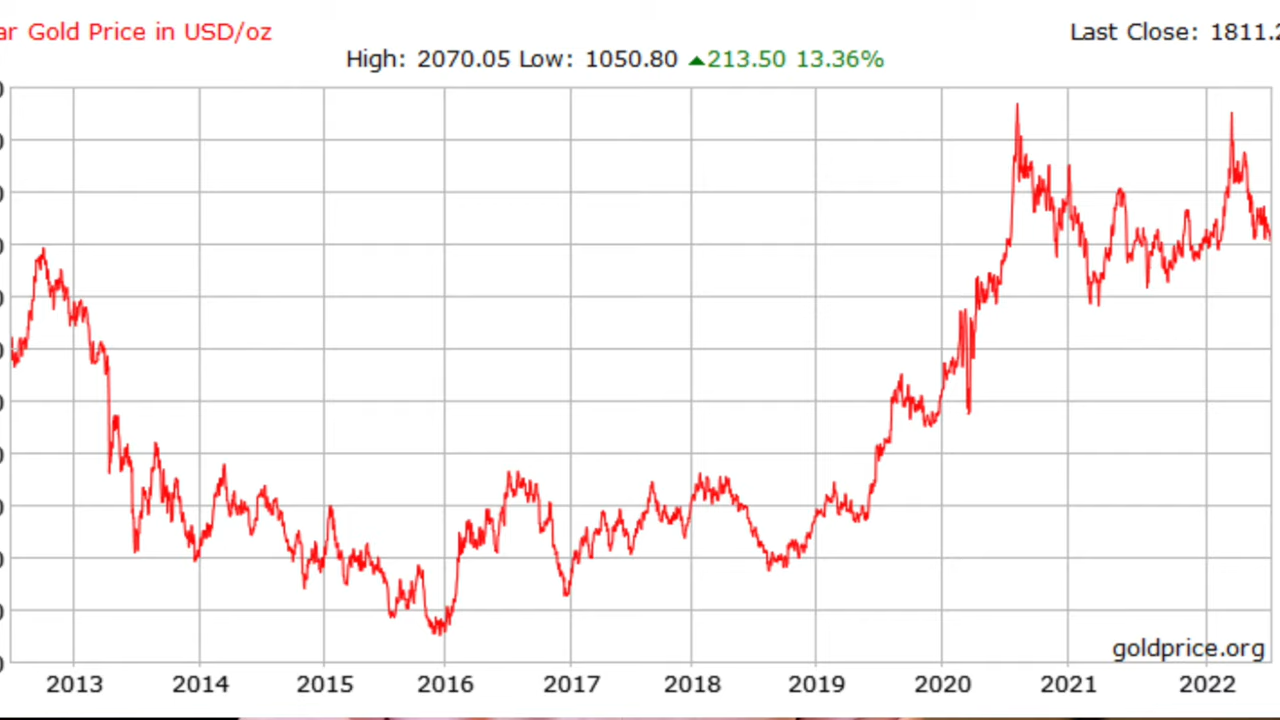 Gold Price in USD/oz
Last Close: 1811.2
High: 2070.05 Low: 1050.80 ▲213.50 13.36%
goldprice.org
2013 2014 2015 2016 2017 2018 2019 2020 2021 2022